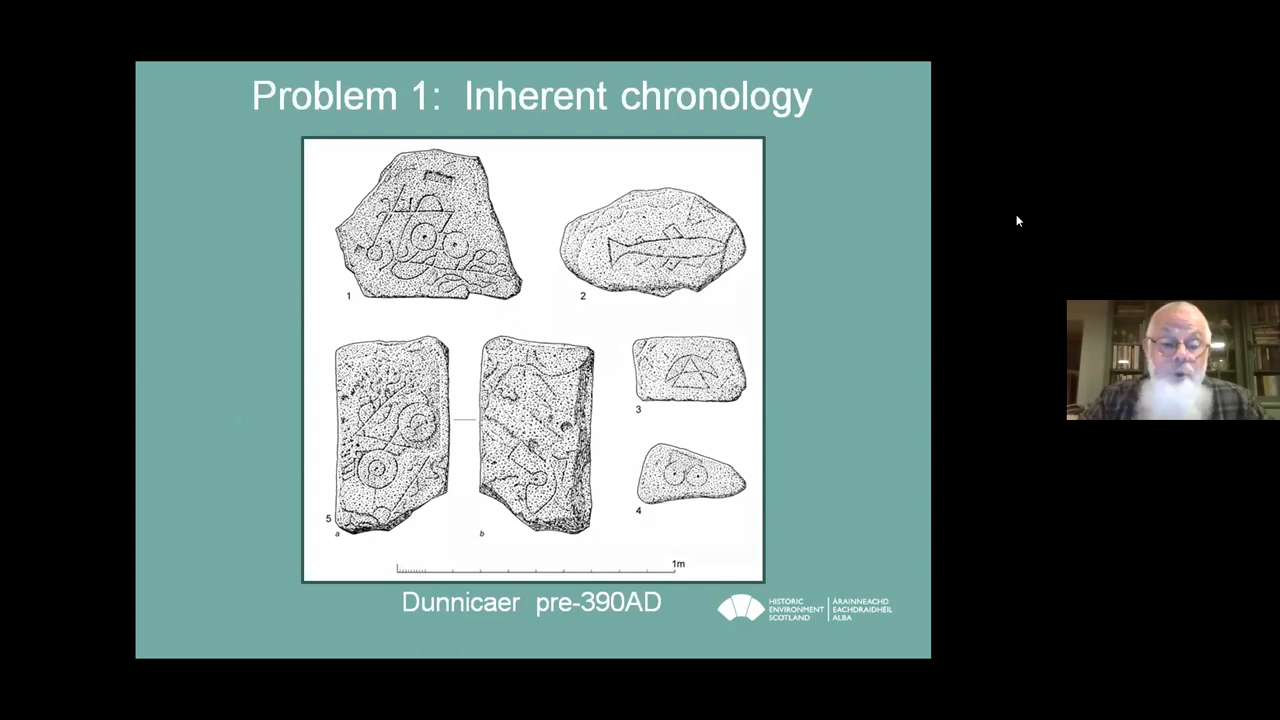 Problem 1: Inherent chronology
1
2
3
4
5
a
b
1m
Dunnicaer pre-390AD
HISTORIC
ENVIRONMENT
SCOTLAND
ÀRAINNEACHD
EACHDRAIDHEIL
ALBA